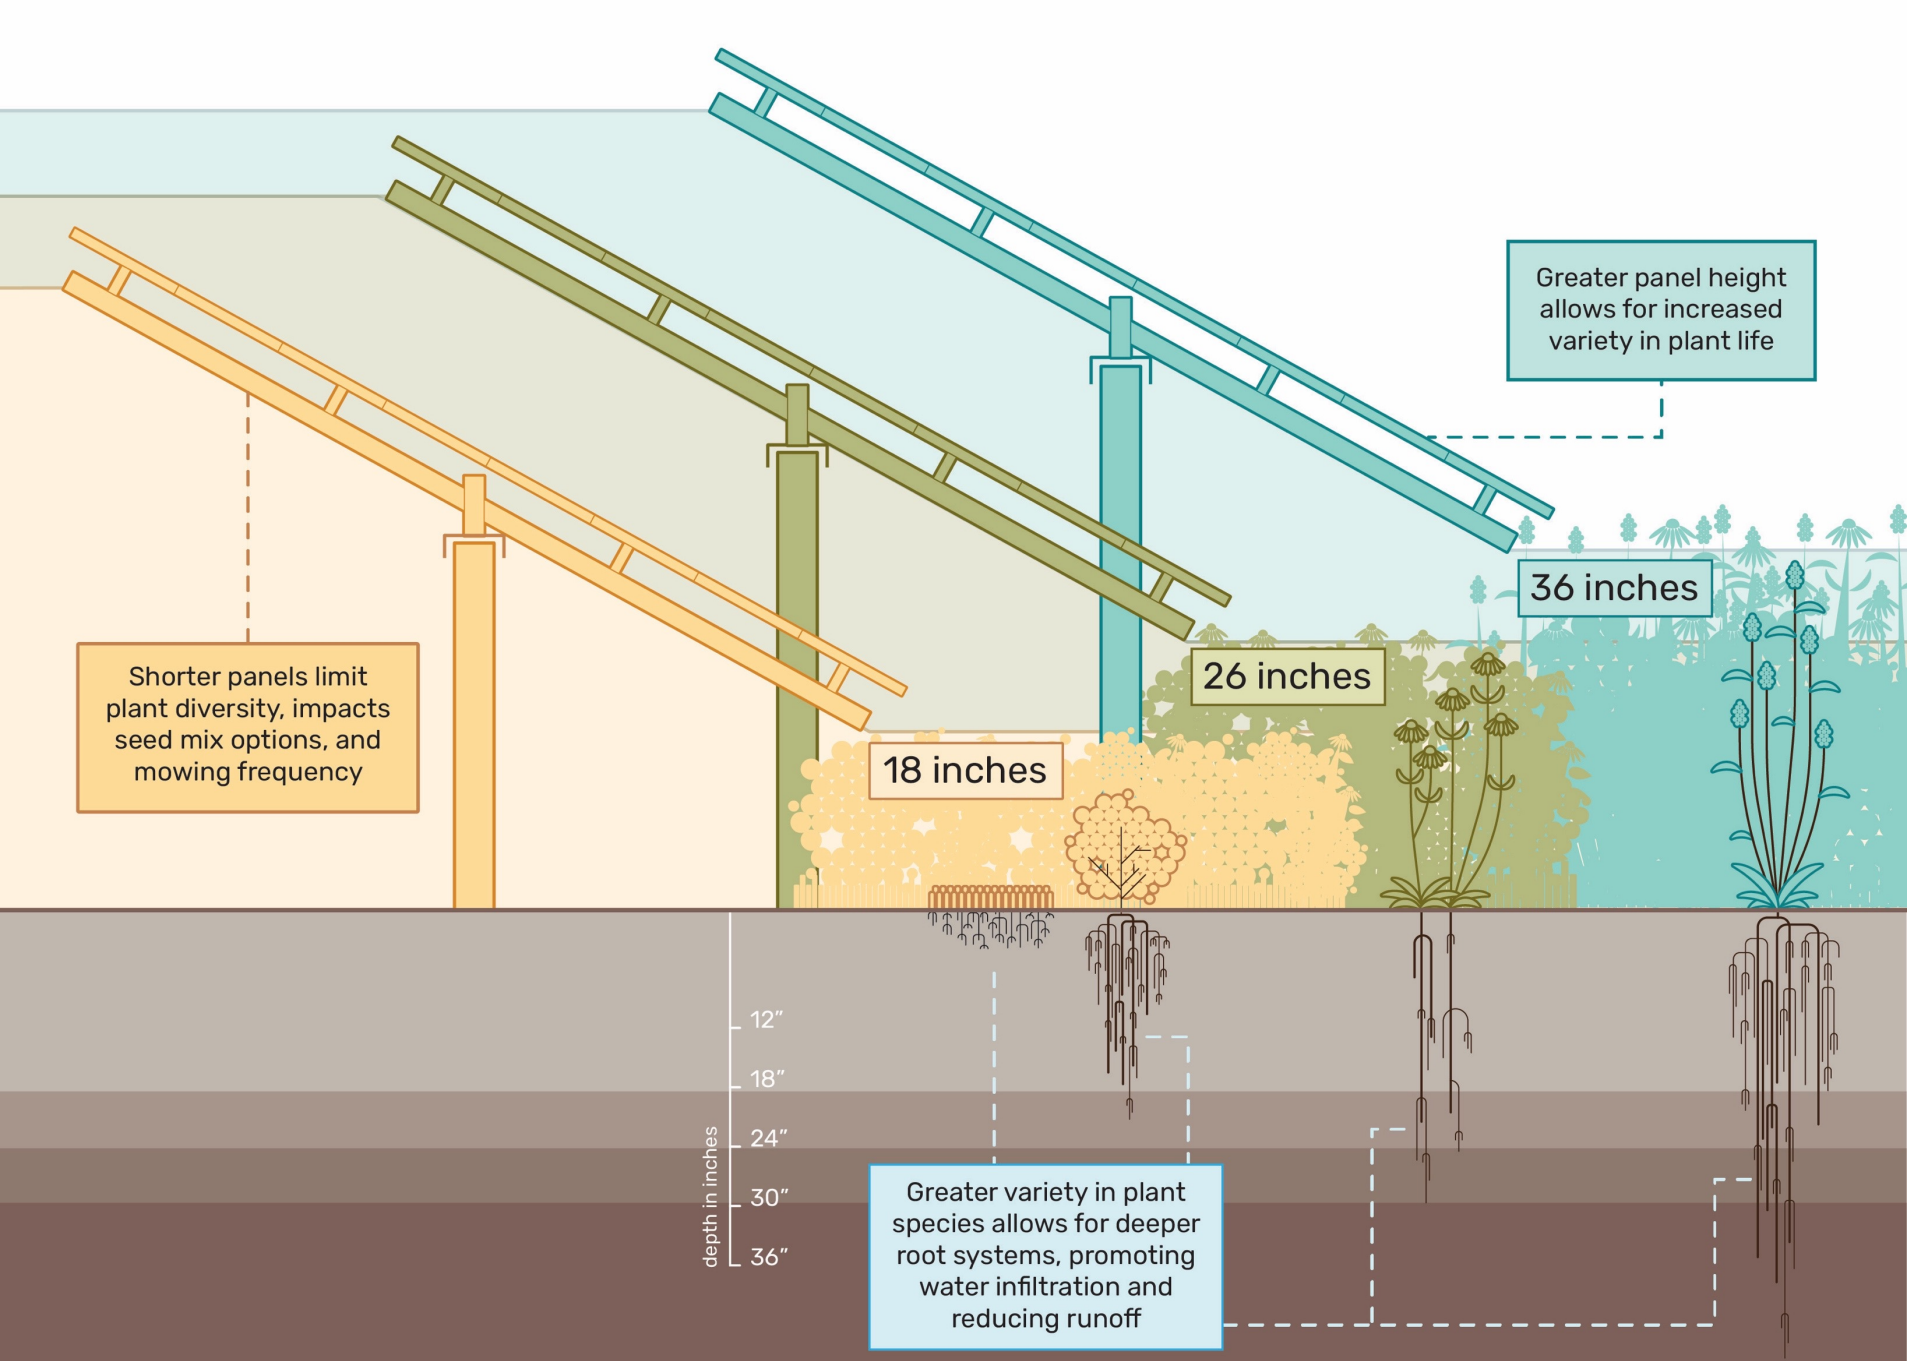 Greater panel height
allows for increased
variety in plant life
36 inches
26 inches
18 inches
Shorter panels limit
plant diversity, impacts
seed mix options, and
mowing frequency
12”
18”
24”
30”
36”
depth in inches
Greater variety in plant
species allows for deeper
root systems, promoting
water infiltration and
reducing runoff